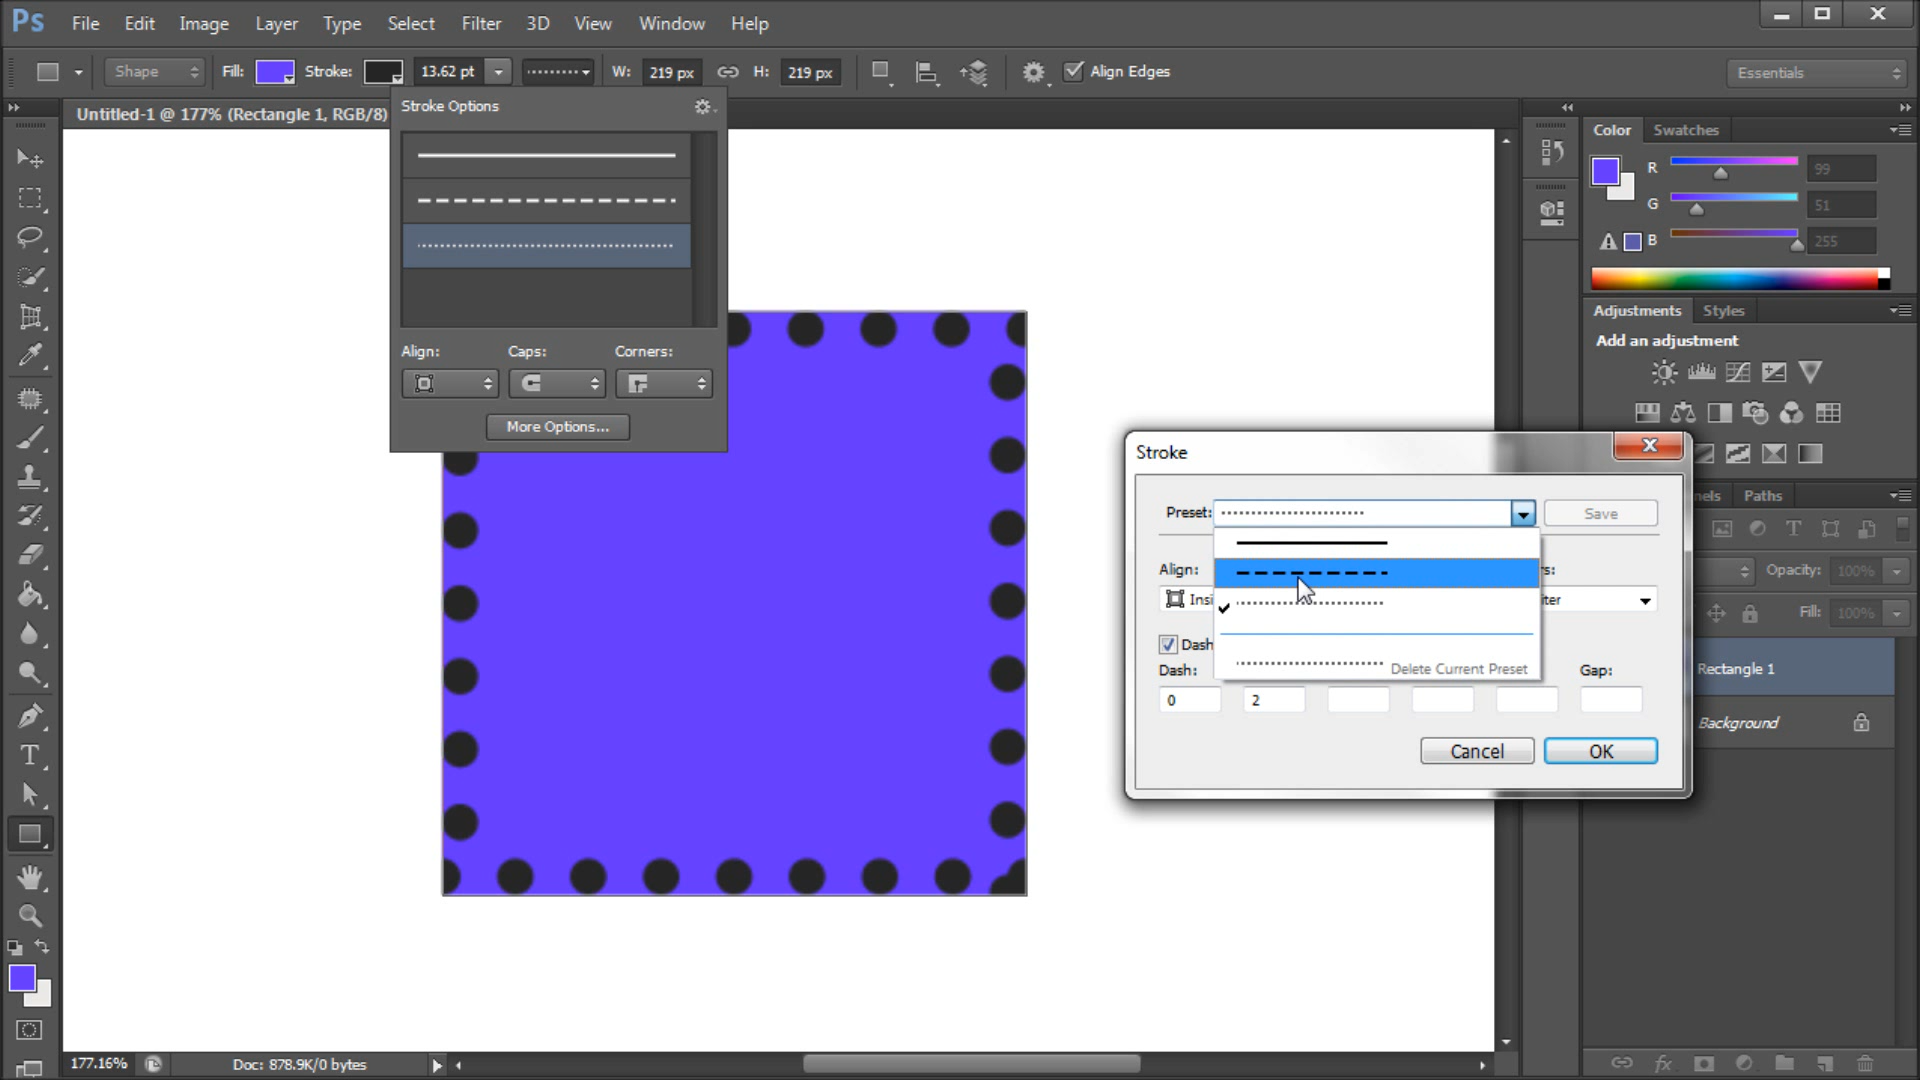 Ps File Edit Image Layer Type Select Filter 3D View Window Help
Shape Fill: Stroke: 13.62 pt W: 219 px H: 219 px Align Edges Essentials
Untitled-1 @ 177% (Rectangle 1, RGB/8)
Stroke Options
Align: Caps: Corners:
More Options...
Color Swatches
R 99
G 51
B 255
Adjustments Styles
Add an adjustment
nels Paths
Opacity: 100%
Fill: 100%
Rectangle 1
Background
Stroke
Preset: Save
Align: rs:
Insi iter
Dash
Delete Current Preset
Dash: Gap:
0 2
Cancel OK
177.16% Doc: 878.9K/0 bytes